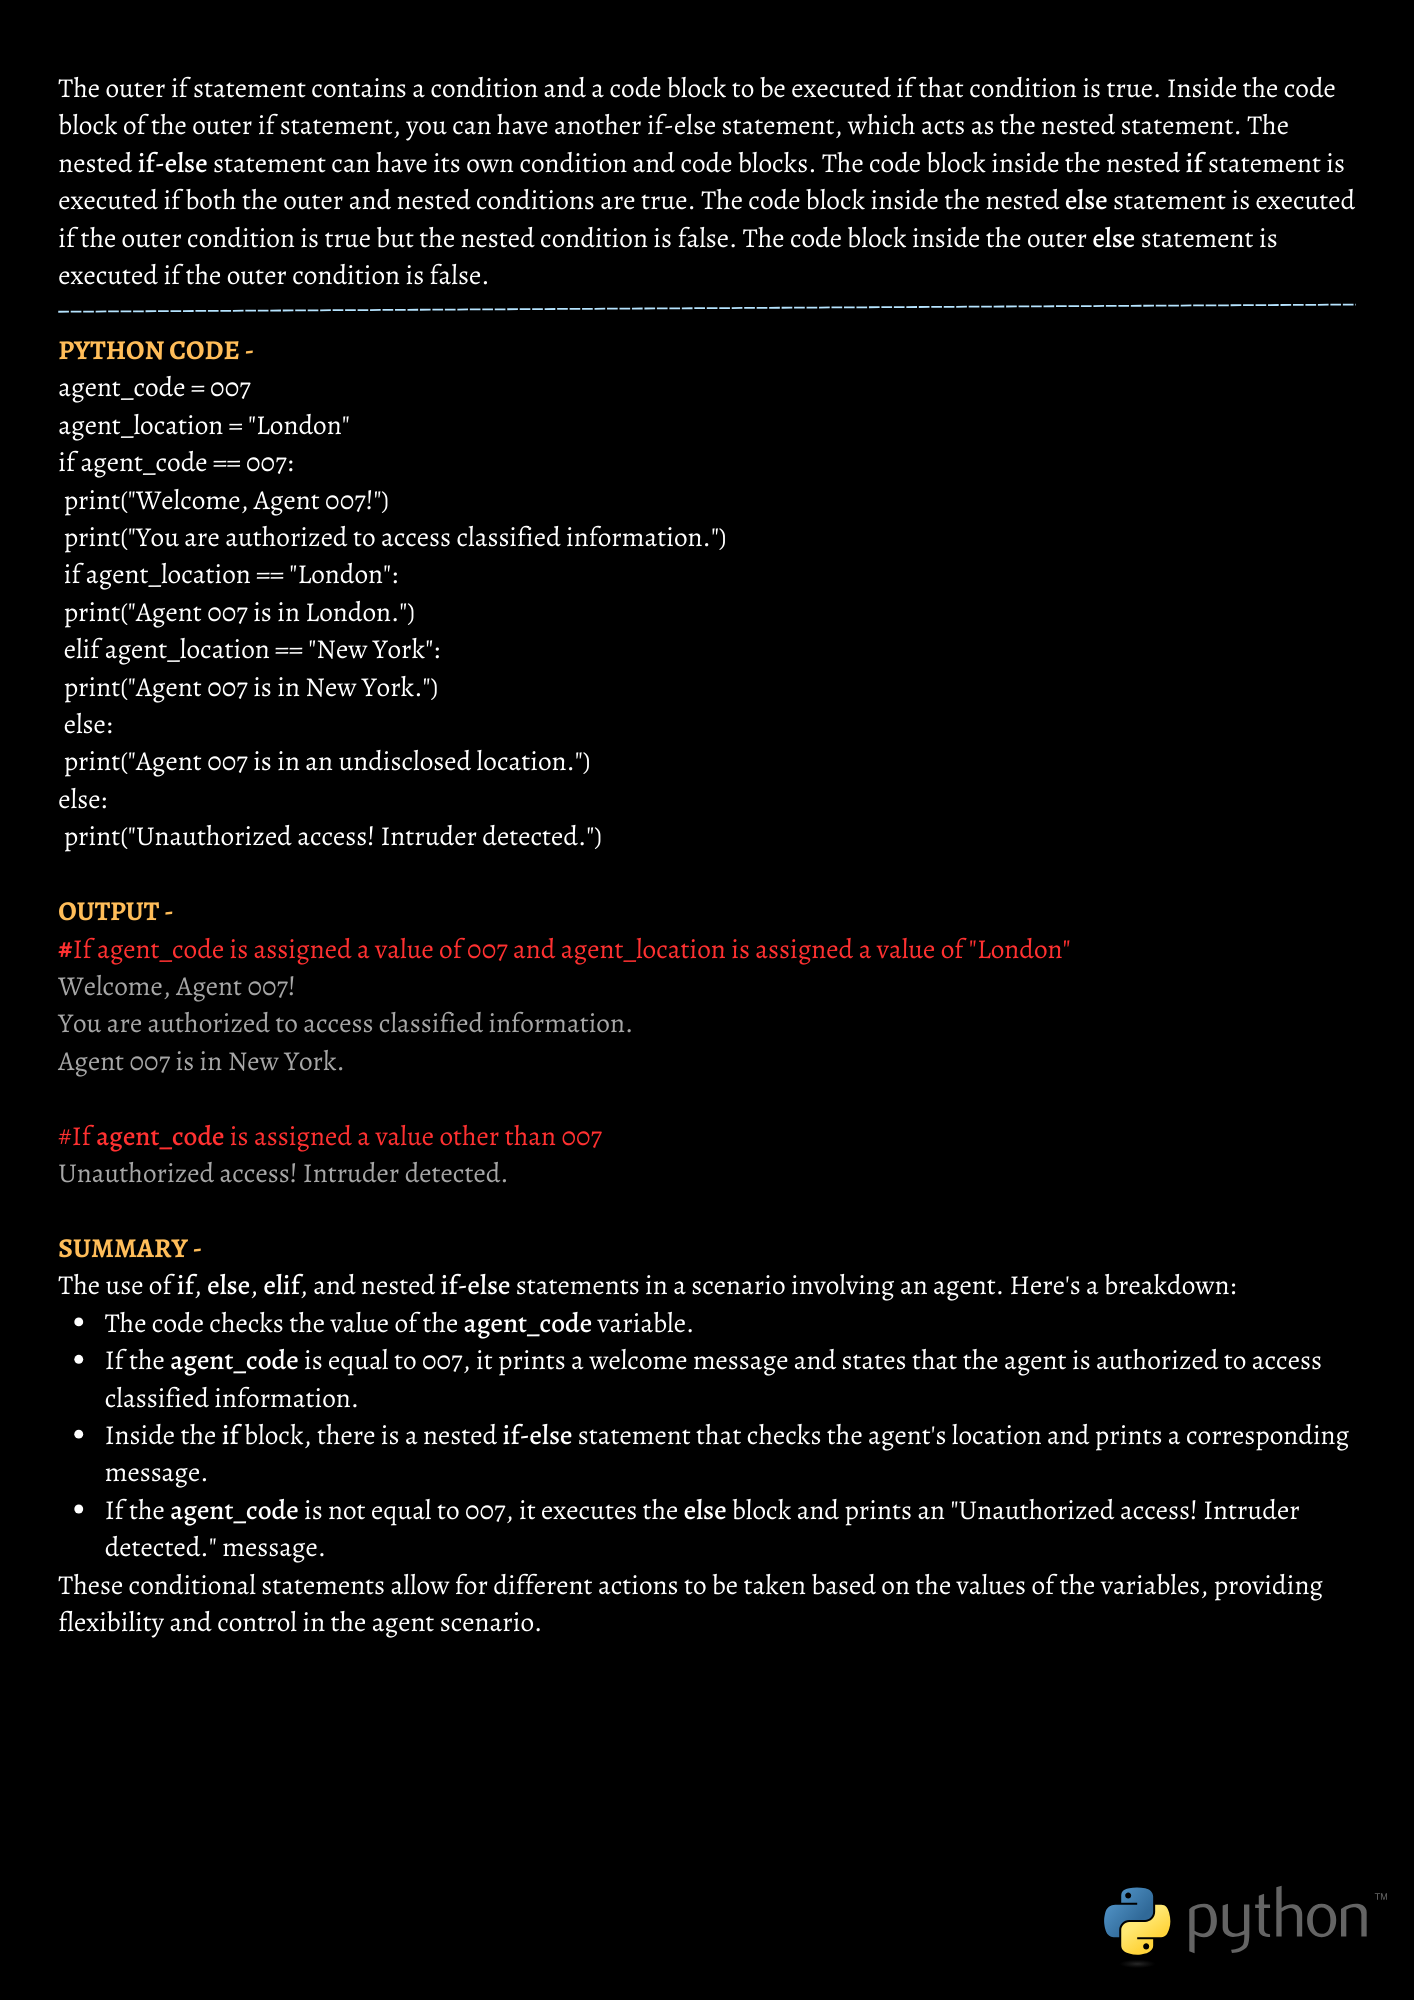 The outer if statement contains a condition and a code block to be executed if that condition is true. Inside the code
block of the outer if statement, you can have another if-else statement, which acts as the nested statement. The
nested if-else statement can have its own condition and code blocks. The code block inside the nested if statement is
executed if both the outer and nested conditions are true. The code block inside the nested else statement is executed
if the outer condition is true but the nested condition is false. The code block inside the outer else statement is
executed if the outer condition is false.
PYTHON CODE -
agent_code = 007
agent_location = "London"
if agent_code == 007:
print("Welcome, Agent 007!")
print("You are authorized to access classified information.")
if agent_location == "London":
print("Agent 007 is in London.")
elif agent_location == "New York":
print("Agent 007 is in New York.")
else:
print("Agent 007 is in an undisclosed location.")
else:
print("Unauthorized access! Intruder detected.")
OUTPUT -
#If agent_code is assigned a value of 007 and agent_location is assigned a value of "London"
Welcome, Agent 007!
You are authorized to access classified information.
Agent 007 is in New York.
#If agent_code is assigned a value other than 007
Unauthorized access! Intruder detected.
SUMMARY -
The use of if, else, elif, and nested if-else statements in a scenario involving an agent. Here's a breakdown:
• The code checks the value of the agent_code variable.
• If the agent_code is equal to 007, it prints a welcome message and states that the agent is authorized to access
classified information.
• Inside the if block, there is a nested if-else statement that checks the agent's location and prints a corresponding
message.
• If the agent_code is not equal to 007, it executes the else block and prints an "Unauthorized access! Intruder
detected." message.
These conditional statements allow for different actions to be taken based on the values of the variables, providing
flexibility and control in the agent scenario.
python™